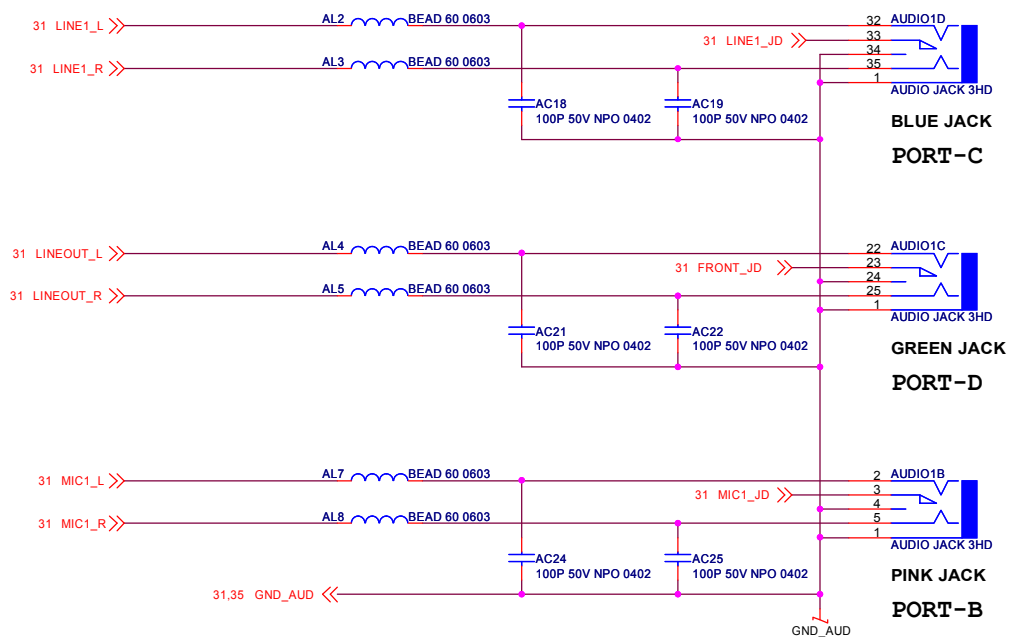 AL2 BEAD 60 0603 32 AUDIO1D
31 LINE1_L
31 LINE1_JD 33
34
AL3 BEAD 60 0603 35
31 LINE1_R
1
AUDIO JACK 3HD
AC18 AC19
100P 50V NPO 0402 100P 50V NPO 0402
BLUE JACK
PORT-C
AL4 BEAD 60 0603 22 AUDIO1C
31 LINEOUT_L
31 FRONT_JD 23
24
AL5 BEAD 60 0603 25
31 LINEOUT_R
1
AUDIO JACK 3HD
AC21 AC22
100P 50V NPO 0402 100P 50V NPO 0402
GREEN JACK
PORT-D
AL7 BEAD 60 0603 2 AUDIO1B
31 MIC1_L
31 MIC1_JD 3
4
AL8 BEAD 60 0603 5
31 MIC1_R
1
AUDIO JACK 3HD
AC24 AC25
100P 50V NPO 0402 100P 50V NPO 0402
PINK JACK
31,35 GND_AUD
PORT-B
GND_AUD